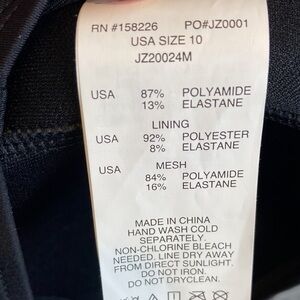 RN #158226 PO#JZ0001
USA SIZE 10
JZ20024M
USA 87% POLYAMIDE
13% ELASTANE
LINING
USA 92% POLYESTER
8% ELASTANE
USA MESH
84% POLYAMIDE
16% ELASTANE
MADE IN CHINA
HAND WASH COLD
SEPARATELY.
NON-CHLORINE BLEACH
NEEDED. LINE DRY AWAY
FROM DIRECT SUNLIGHT.
DO NOT IRON.
DO NOT DRYCLEAN.